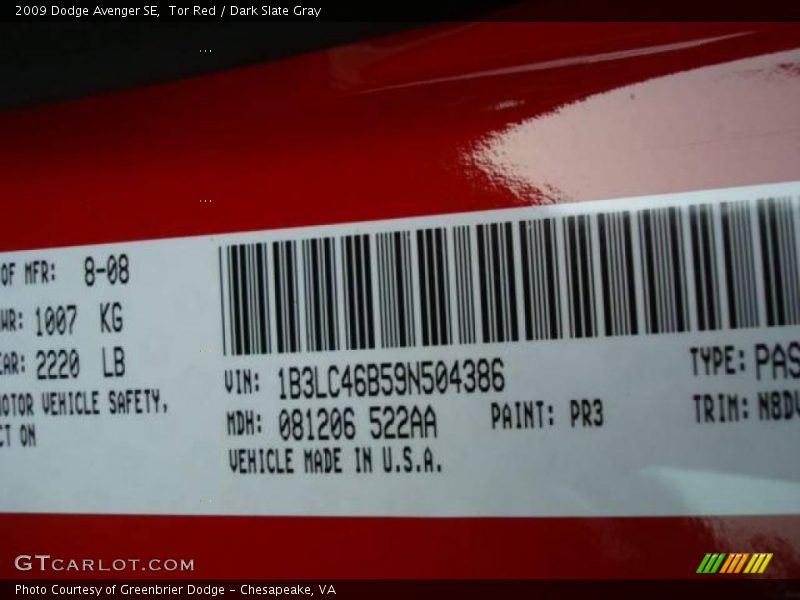 2009 Dodge Avenger SE,  Tor Red / Dark Slate Gray
OF MFR: 8-08
WR: 1007 KG
EAR: 2220 LB
MOTOR VEHICLE SAFETY,
CT ON
VIN: 1B3LC46B59N504386
MDH: 081206 522AA
PAINT: PR3
VEHICLE MADE IN U.S.A.
TYPE: PAS
TRIM: N8DV
GTCARLOT.COM
Photo Courtesy of Greenbrier Dodge - Chesapeake, VA